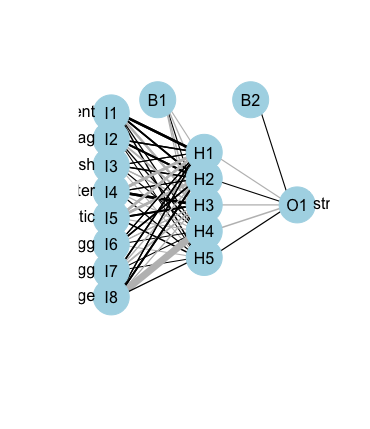 B1 B2
ent I1
ag I2
sh I3
ter I4
tic I5
gg I6
gg I7
ge I8
H1
H2
H3
H4
H5
O1 str